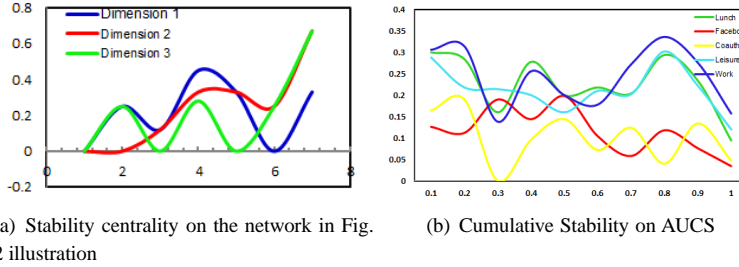 0.8
0.6
0.4
0.2
0
-0.2
0 2 4 6 8
Dimension 1
Dimension 2
Dimension 3
a) Stability centrality on the network in Fig.
2 illustration
0.4
0.35
0.3
0.25
0.2
0.15
0.1
0.05
0
0.1 0.2 0.3 0.4 0.5 0.6 0.7 0.8 0.9 1
Lunch
Facebo
Coauth
Leisure
Work
(b) Cumulative Stability on AUCS